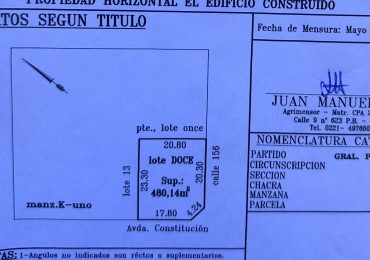 PROPIEDAD HORIZONTAL EL EDIFICIO CONSTRUIDO
TOS SEGUN TITULO
pte., lote once
20.80
lote DOCE
lote 13
23.30
Sup.:
480,14m²
20.30
calle 156
17.80
4.24
manz.K-uno
Avda. Constitución
AS: 1-Angulos no indicados son réctos o suplementarios.
Fecha de Mensura: Mayo
JUAN MANUE
Agrimensor - Matr. CPA
Calle 9 nº 623 P.B. -
Tel. 0221- 497660
NOMENCLATURA CA
PARTIDO GRAL. P
CIRCUNSCRIPCION
SECCION
CHACRA
MANZANA
PARCELA